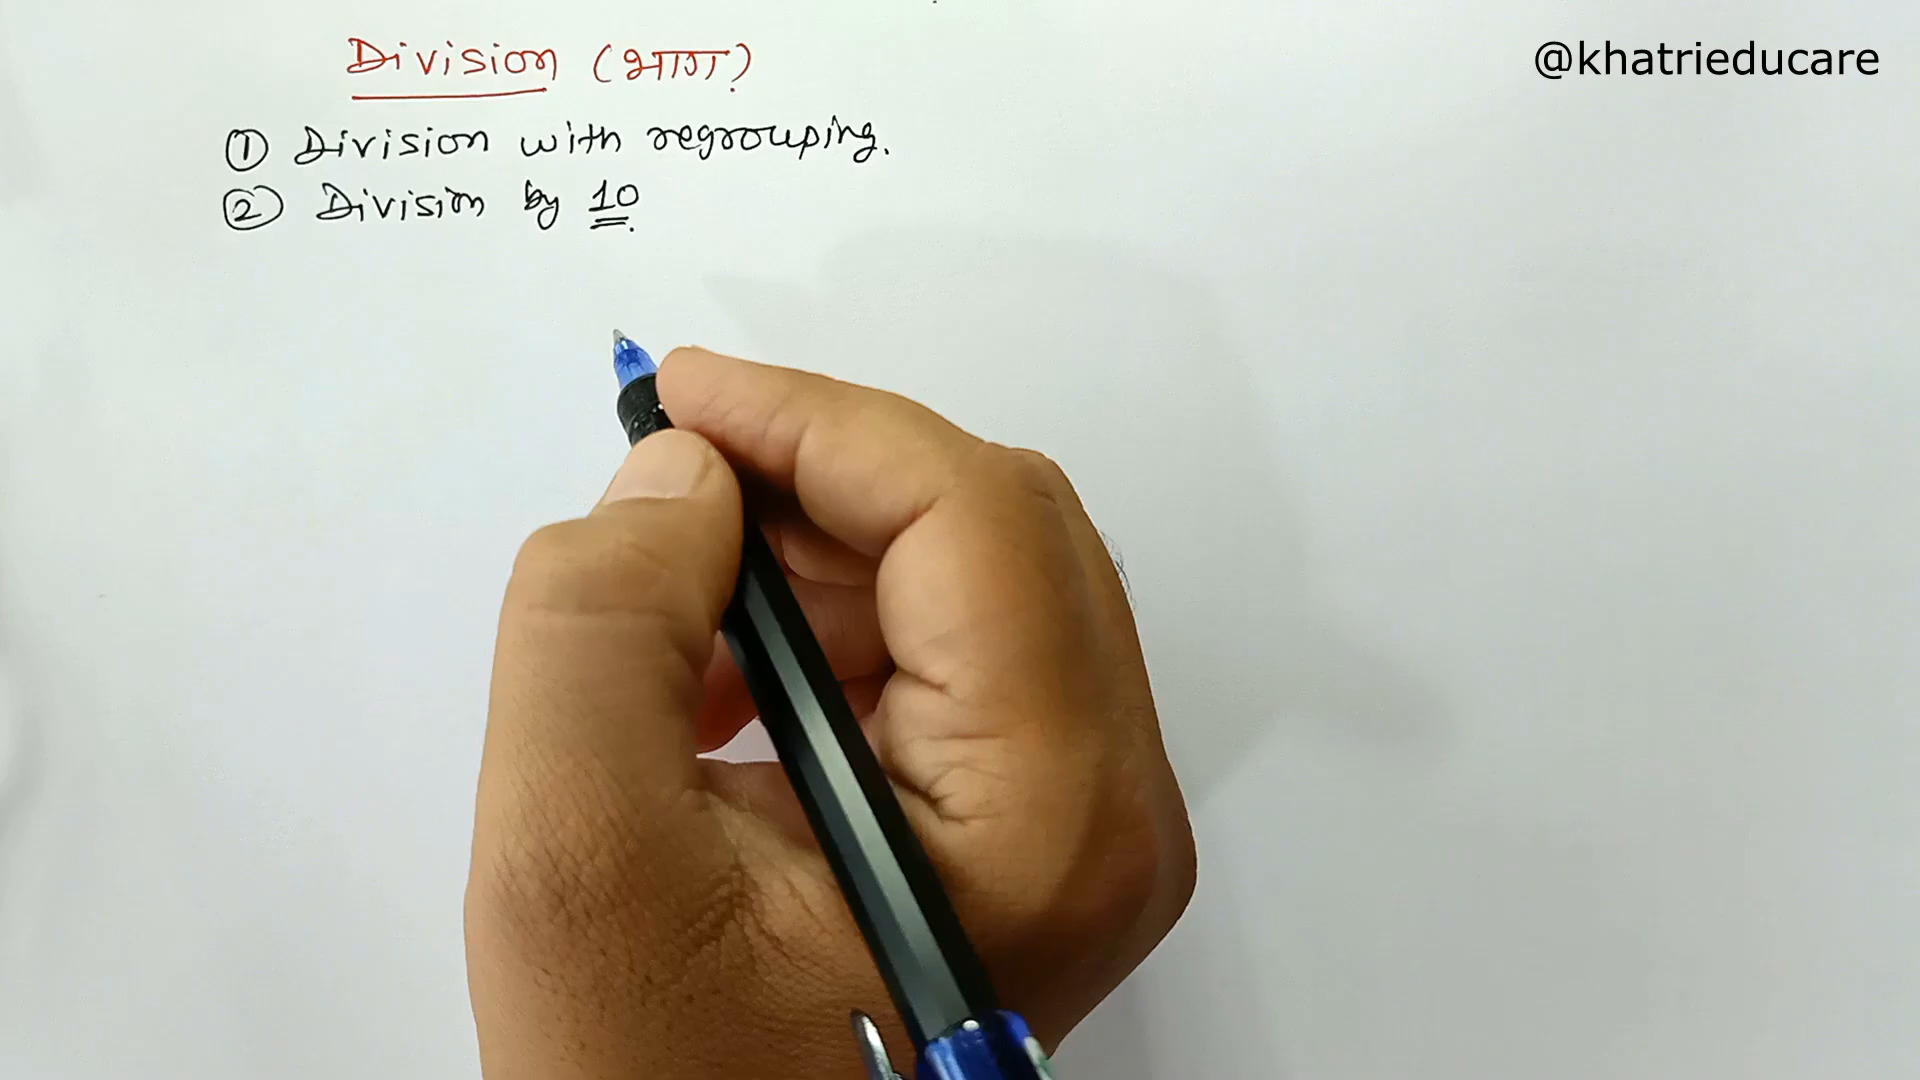 Division (भाग)
@khatrieducare
① Division with regrouping.
② Division by 10.